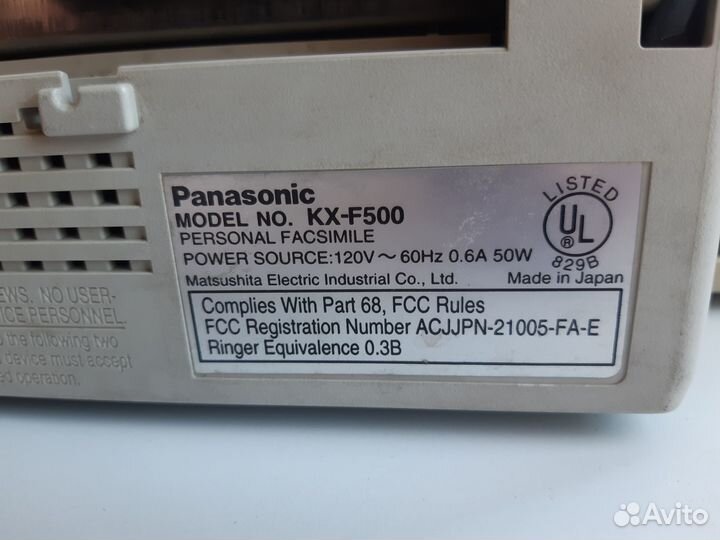 Panasonic
MODEL NO. KX-F500
PERSONAL FACSIMILE
POWER SOURCE:120V～ 60Hz 0.6A 50W
Matsushita Electric Industrial Co., Ltd.
Made in Japan
LISTED
UL
®
829B
Complies With Part 68, FCC Rules
FCC Registration Number ACJJPN-21005-FA-E
Ringer Equivalence 0.3B
NO USER-
PERSONNEL.
the following two
device must accept
operation.
Avito